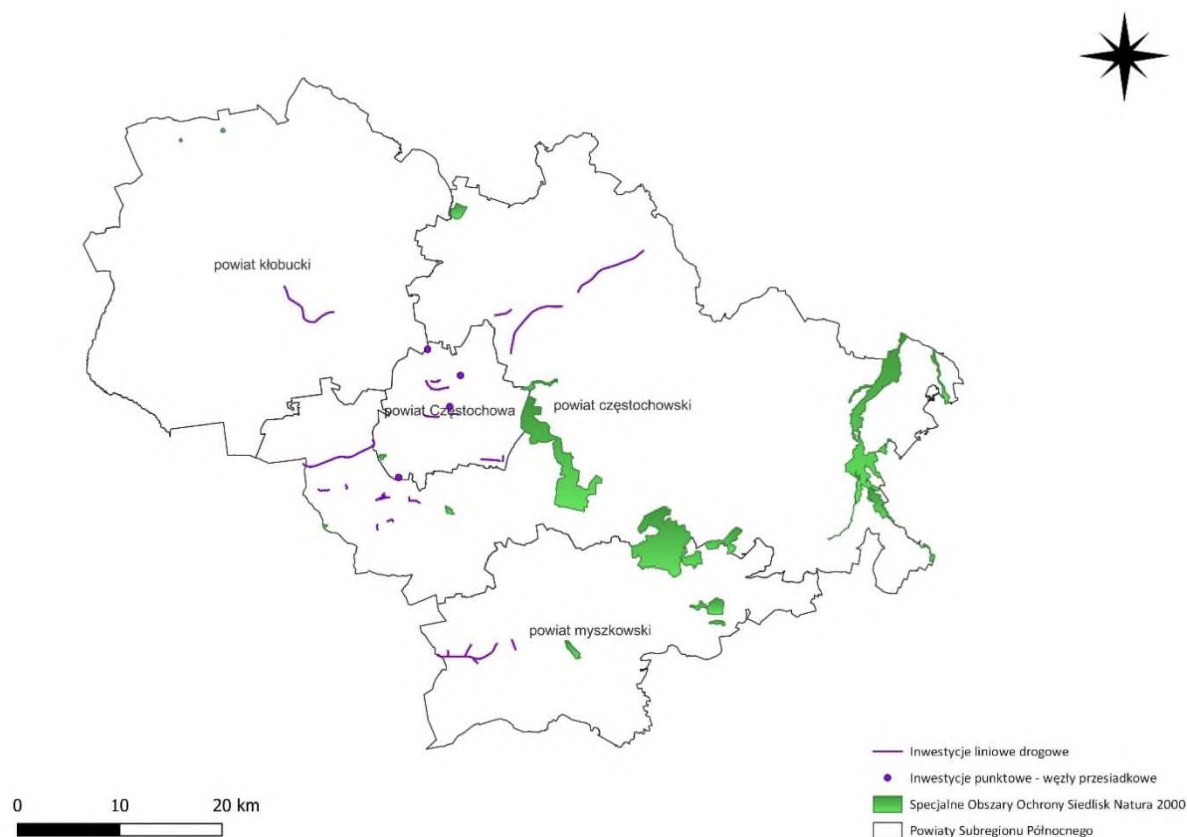 powiat kłobucki
powiat Częstochowa
powiat częstochowski
powiat myszkowski
Inwestycje liniowe drogowe
Inwestycje punktowe - węzły przesiadkowe
Specjalne Obszary Ochrony Siedlisk Natura 2000
Powiaty Subregionu Północnego
0 10 20 km